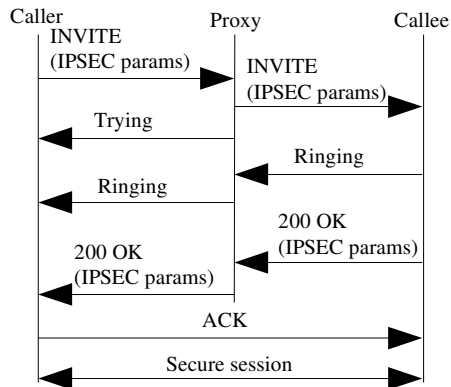 Caller Proxy Callee
INVITE
(IPSEC params)
INVITE
(IPSEC params)
Trying
Ringing
Ringing
200 OK
(IPSEC params)
200 OK
(IPSEC params)
ACK
Secure session